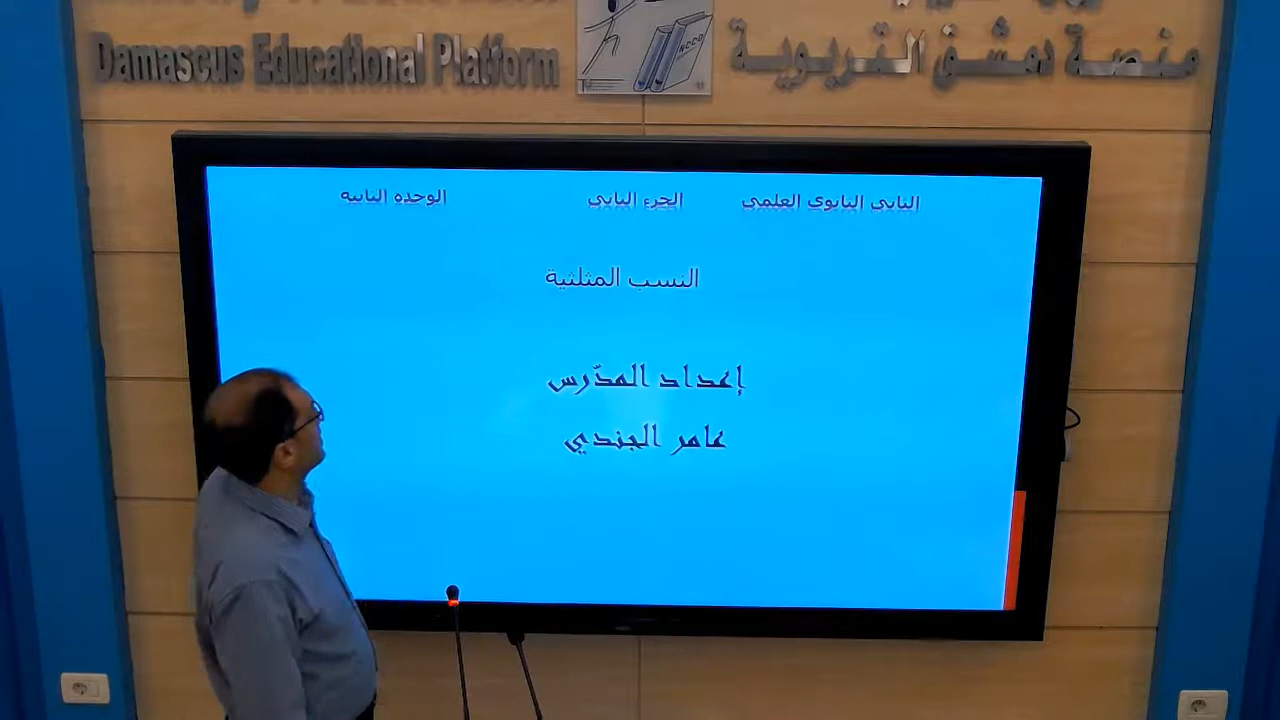 Damascus Educational Platform
منصة دمشق التربوية
NCCD
الثاني الثانوي العلمي الجزء الثاني الوحدة الثانية
النسب المثلثية
إعداد المدّرس
عامر الجندي